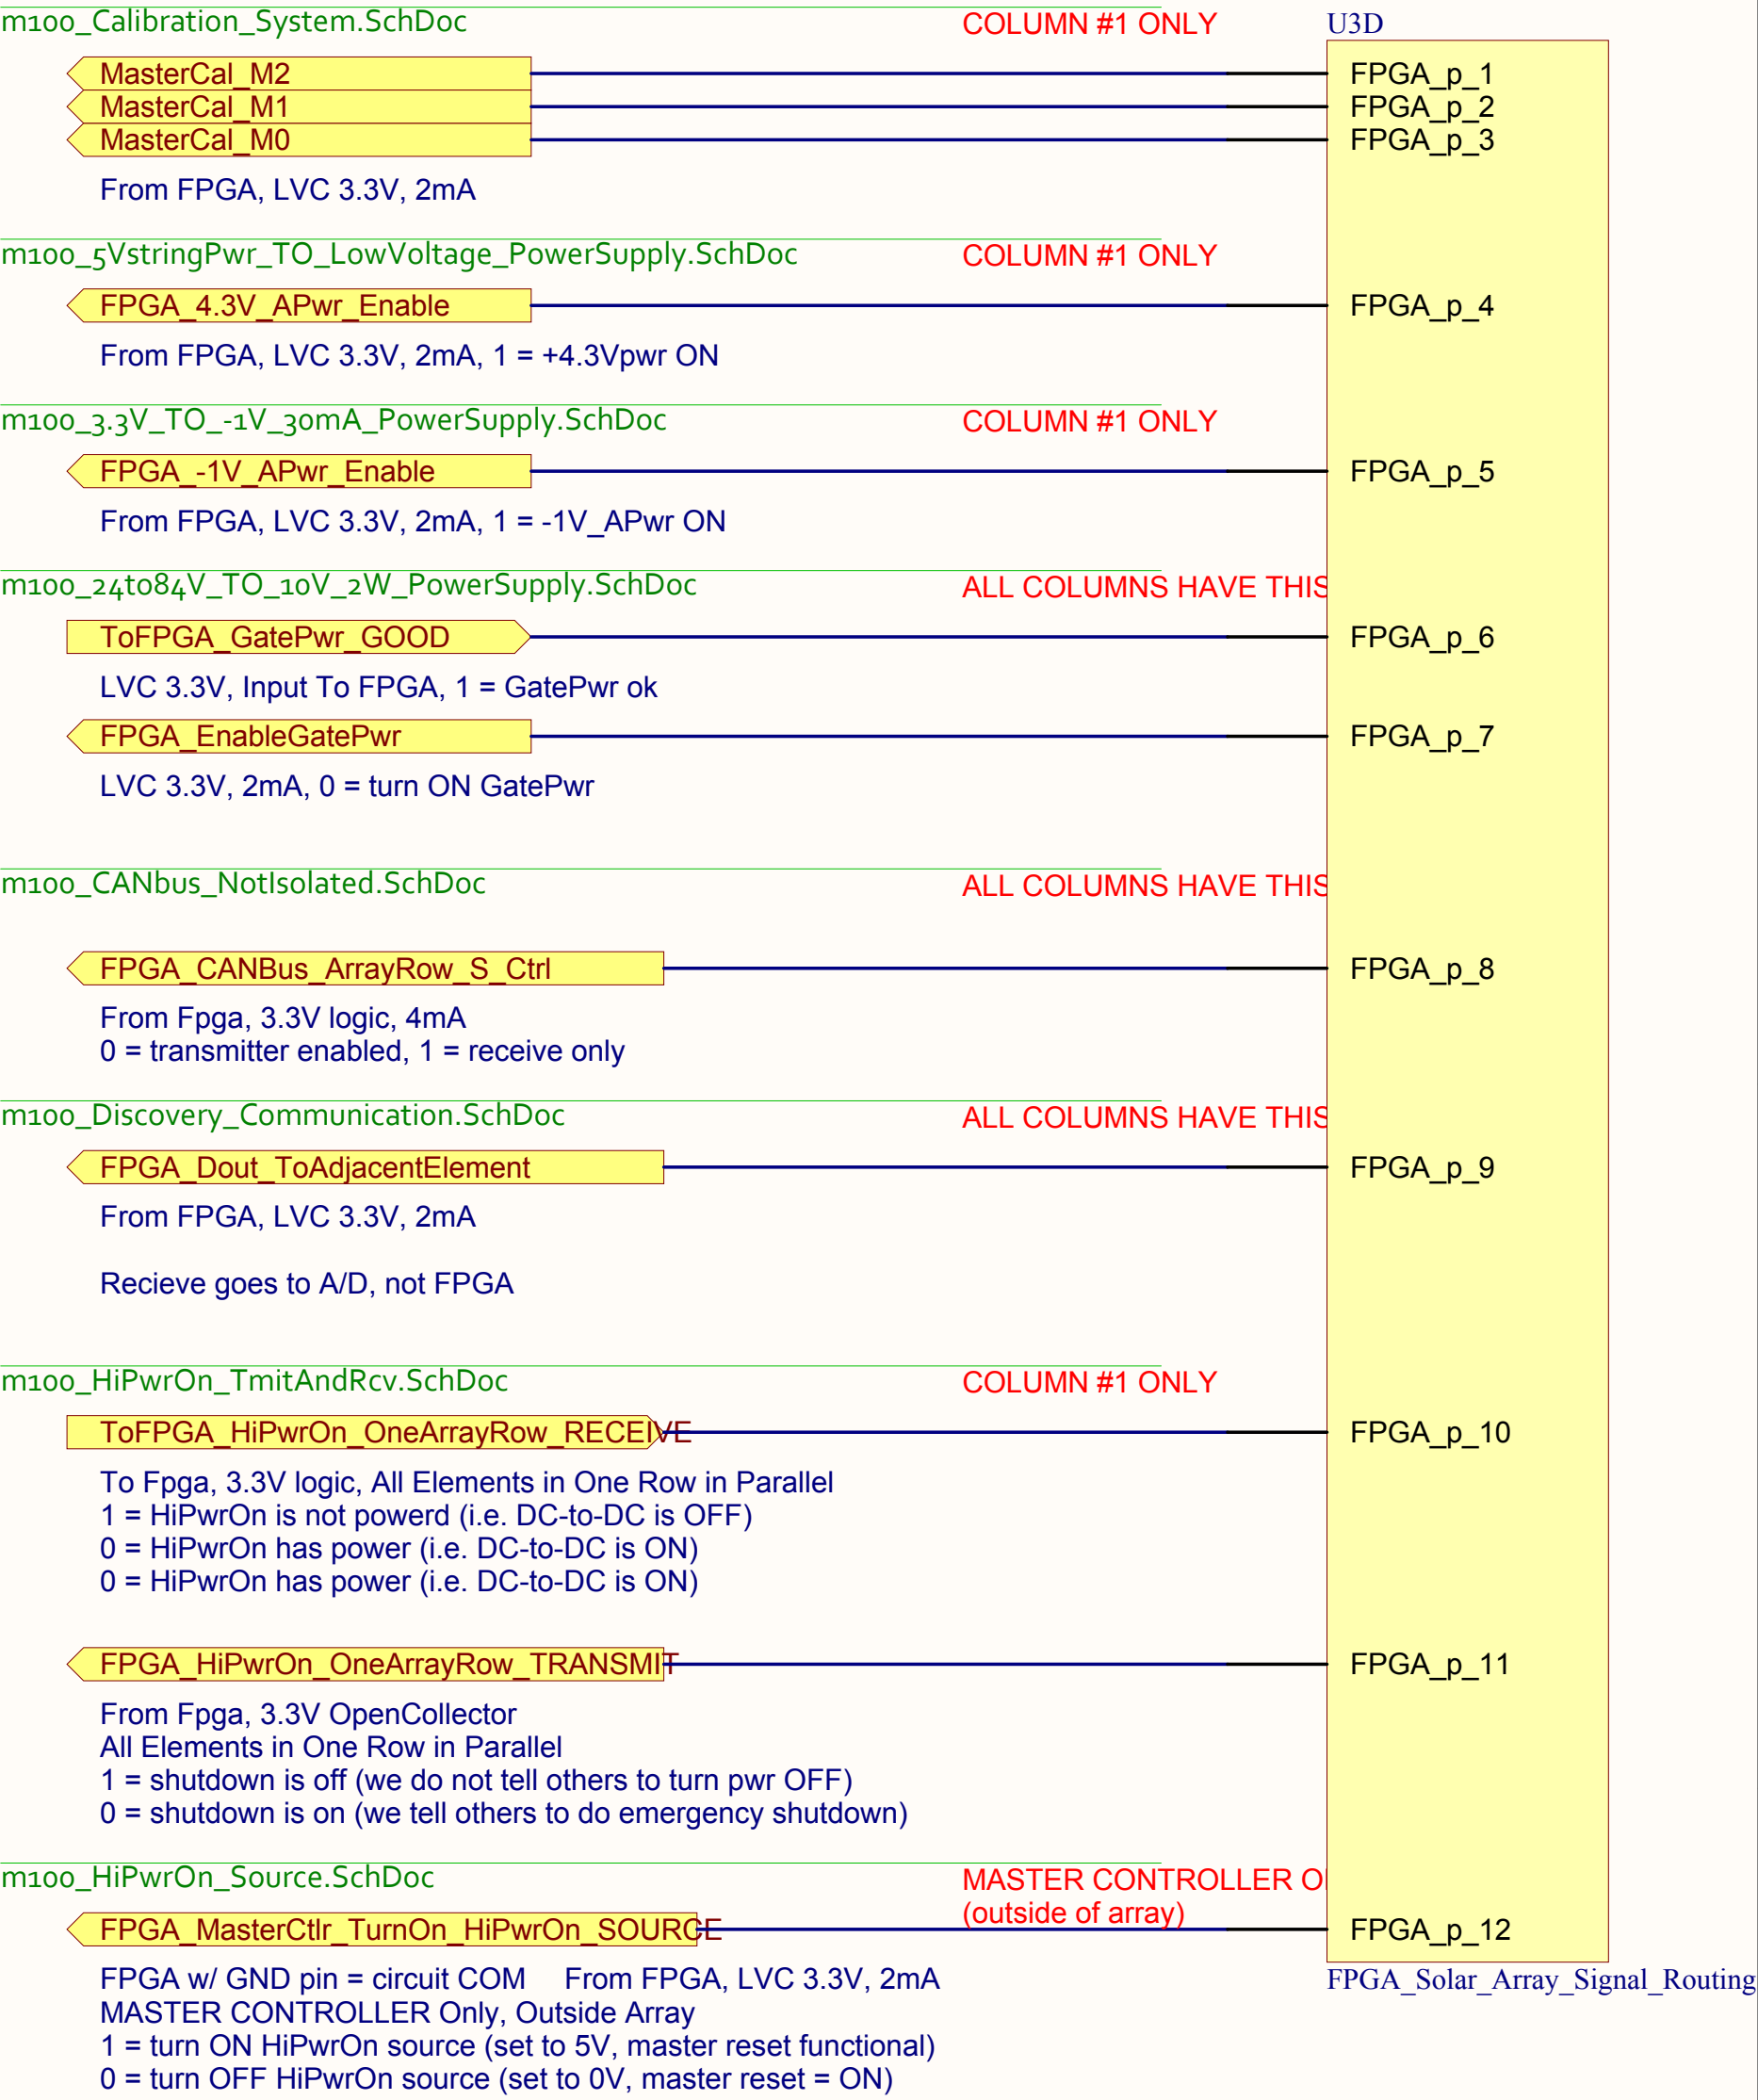 m100_Calibration_System.SchDoc COLUMN #1 ONLY U3D
MasterCal_M2 FPGA_p_1
MasterCal_M1 FPGA_p_2
MasterCal_M0 FPGA_p_3
From FPGA, LVC 3.3V, 2mA
m100_5VstringPwr_TO_LowVoltage_PowerSupply.SchDoc COLUMN #1 ONLY
FPGA_4.3V_APwr_Enable FPGA_p_4
From FPGA, LVC 3.3V, 2mA, 1 = +4.3Vpwr ON
m100_3.3V_TO_-1V_30mA_PowerSupply.SchDoc COLUMN #1 ONLY
FPGA_-1V_APwr_Enable FPGA_p_5
From FPGA, LVC 3.3V, 2mA, 1 = -1V_APwr ON
m100_24to84V_TO_10V_2W_PowerSupply.SchDoc ALL COLUMNS HAVE THIS
ToFPGA_GatePwr_GOOD FPGA_p_6
LVC 3.3V, Input To FPGA, 1 = GatePwr ok
FPGA_EnableGatePwr FPGA_p_7
LVC 3.3V, 2mA, 0 = turn ON GatePwr
m100_CANbus_NotIsolated.SchDoc ALL COLUMNS HAVE THIS
FPGA_CANBus_ArrayRow_S_Ctrl FPGA_p_8
From Fpga, 3.3V logic, 4mA
0 = transmitter enabled, 1 = receive only
m100_Discovery_Communication.SchDoc ALL COLUMNS HAVE THIS
FPGA_Dout_ToAdjacentElement FPGA_p_9
From FPGA, LVC 3.3V, 2mA
Recieve goes to A/D, not FPGA
m100_HiPwrOn_TmitAndRcv.SchDoc COLUMN #1 ONLY
ToFPGA_HiPwrOn_OneArrayRow_RECEIVE FPGA_p_10
To Fpga, 3.3V logic, All Elements in One Row in Parallel
1 = HiPwrOn is not powerd (i.e. DC-to-DC is OFF)
0 = HiPwrOn has power (i.e. DC-to-DC is ON)
0 = HiPwrOn has power (i.e. DC-to-DC is ON)
FPGA_HiPwrOn_OneArrayRow_TRANSMIT FPGA_p_11
From Fpga, 3.3V OpenCollector
All Elements in One Row in Parallel
1 = shutdown is off (we do not tell others to turn pwr OFF)
0 = shutdown is on (we tell others to do emergency shutdown)
m100_HiPwrOn_Source.SchDoc MASTER CONTROLLER
(outside of array)
FPGA_MasterCtlr_TurnOn_HiPwrOn_SOURCE FPGA_p_12
FPGA w/ GND pin = circuit COM From FPGA, LVC 3.3V, 2mA FPGA_Solar_Array_Signal_Routing
MASTER CONTROLLER Only, Outside Array
1 = turn ON HiPwrOn source (set to 5V, master reset functional)
0 = turn OFF HiPwrOn source (set to 0V, master reset = ON)